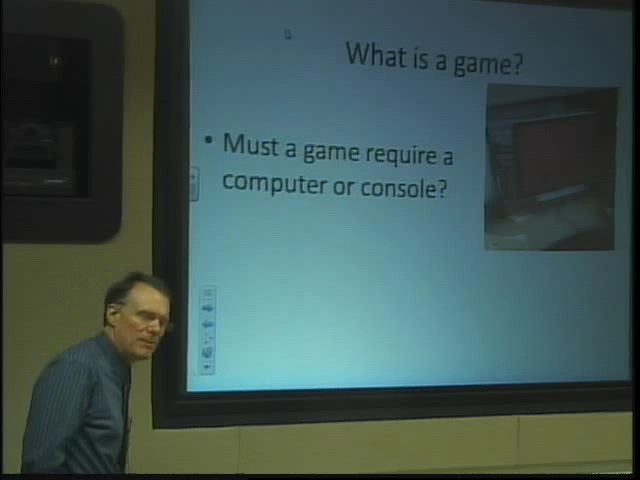 What is a game?
• Must a game require a
computer or console?